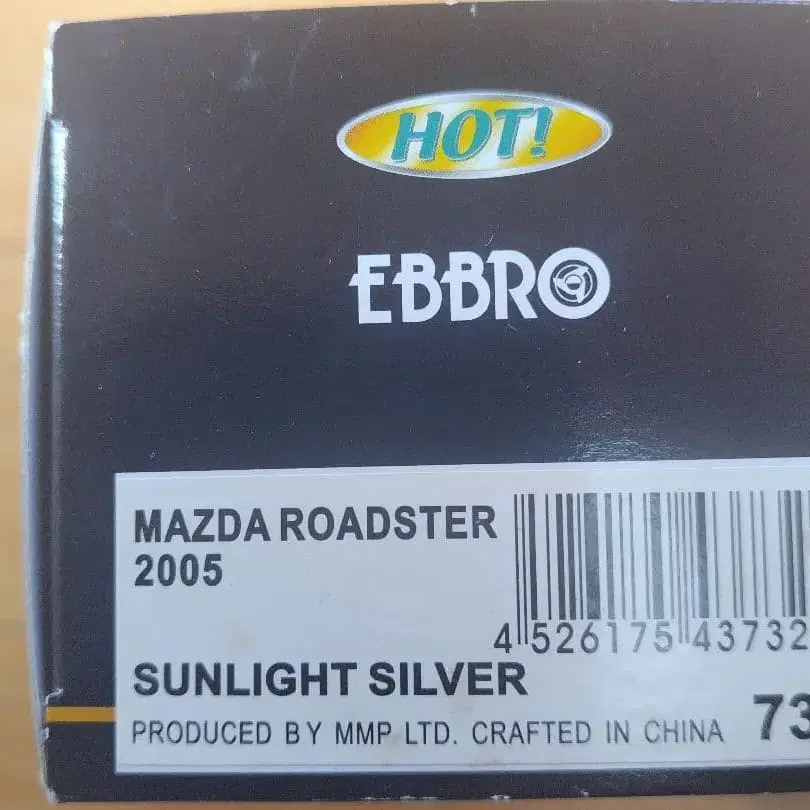 HOT!
EBBRO
MAZDA ROADSTER
2005
4 526175 43732
SUNLIGHT SILVER
PRODUCED BY MMP LTD. CRAFTED IN CHINA
73